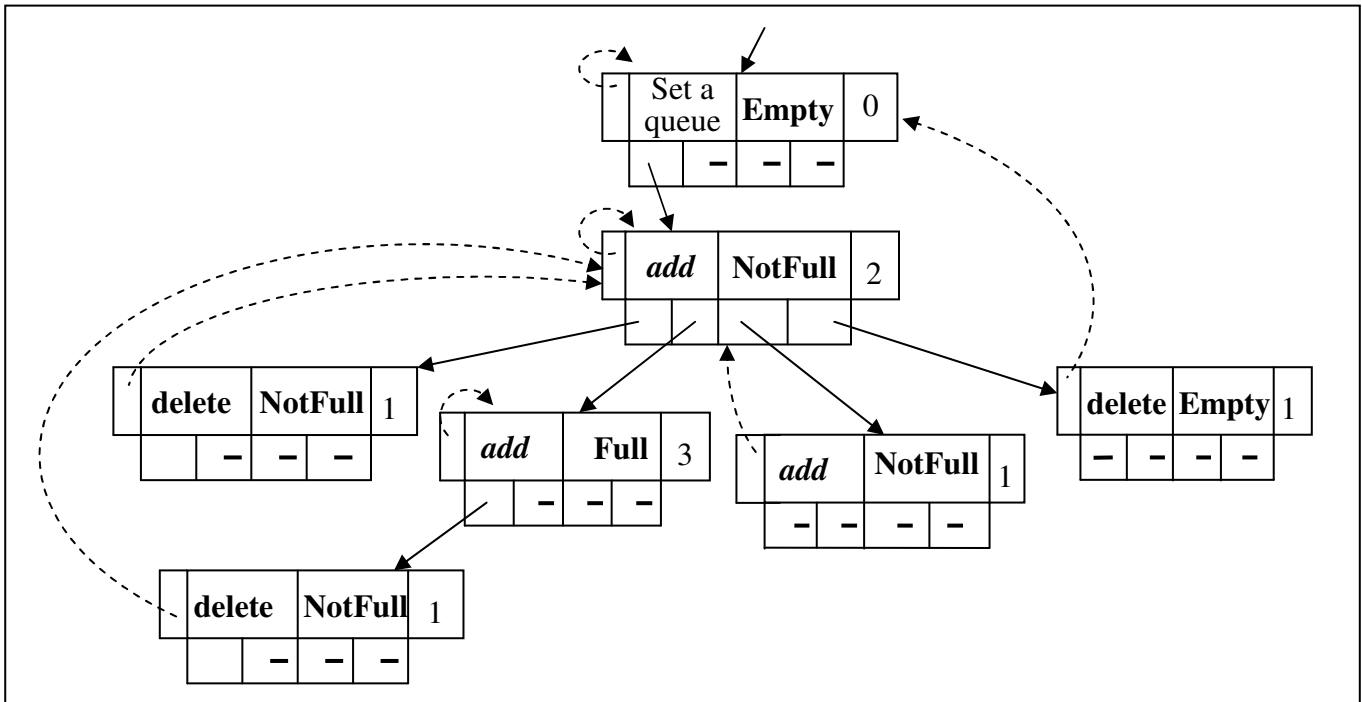 Set a
queue
Empty
0
add
NotFull
2
– – –
delete
NotFull
1
– – –
add
Full
3
– – –
add
NotFull
1
– – – –
delete
Empty
1
– – – –
delete
NotFull
1
– – –